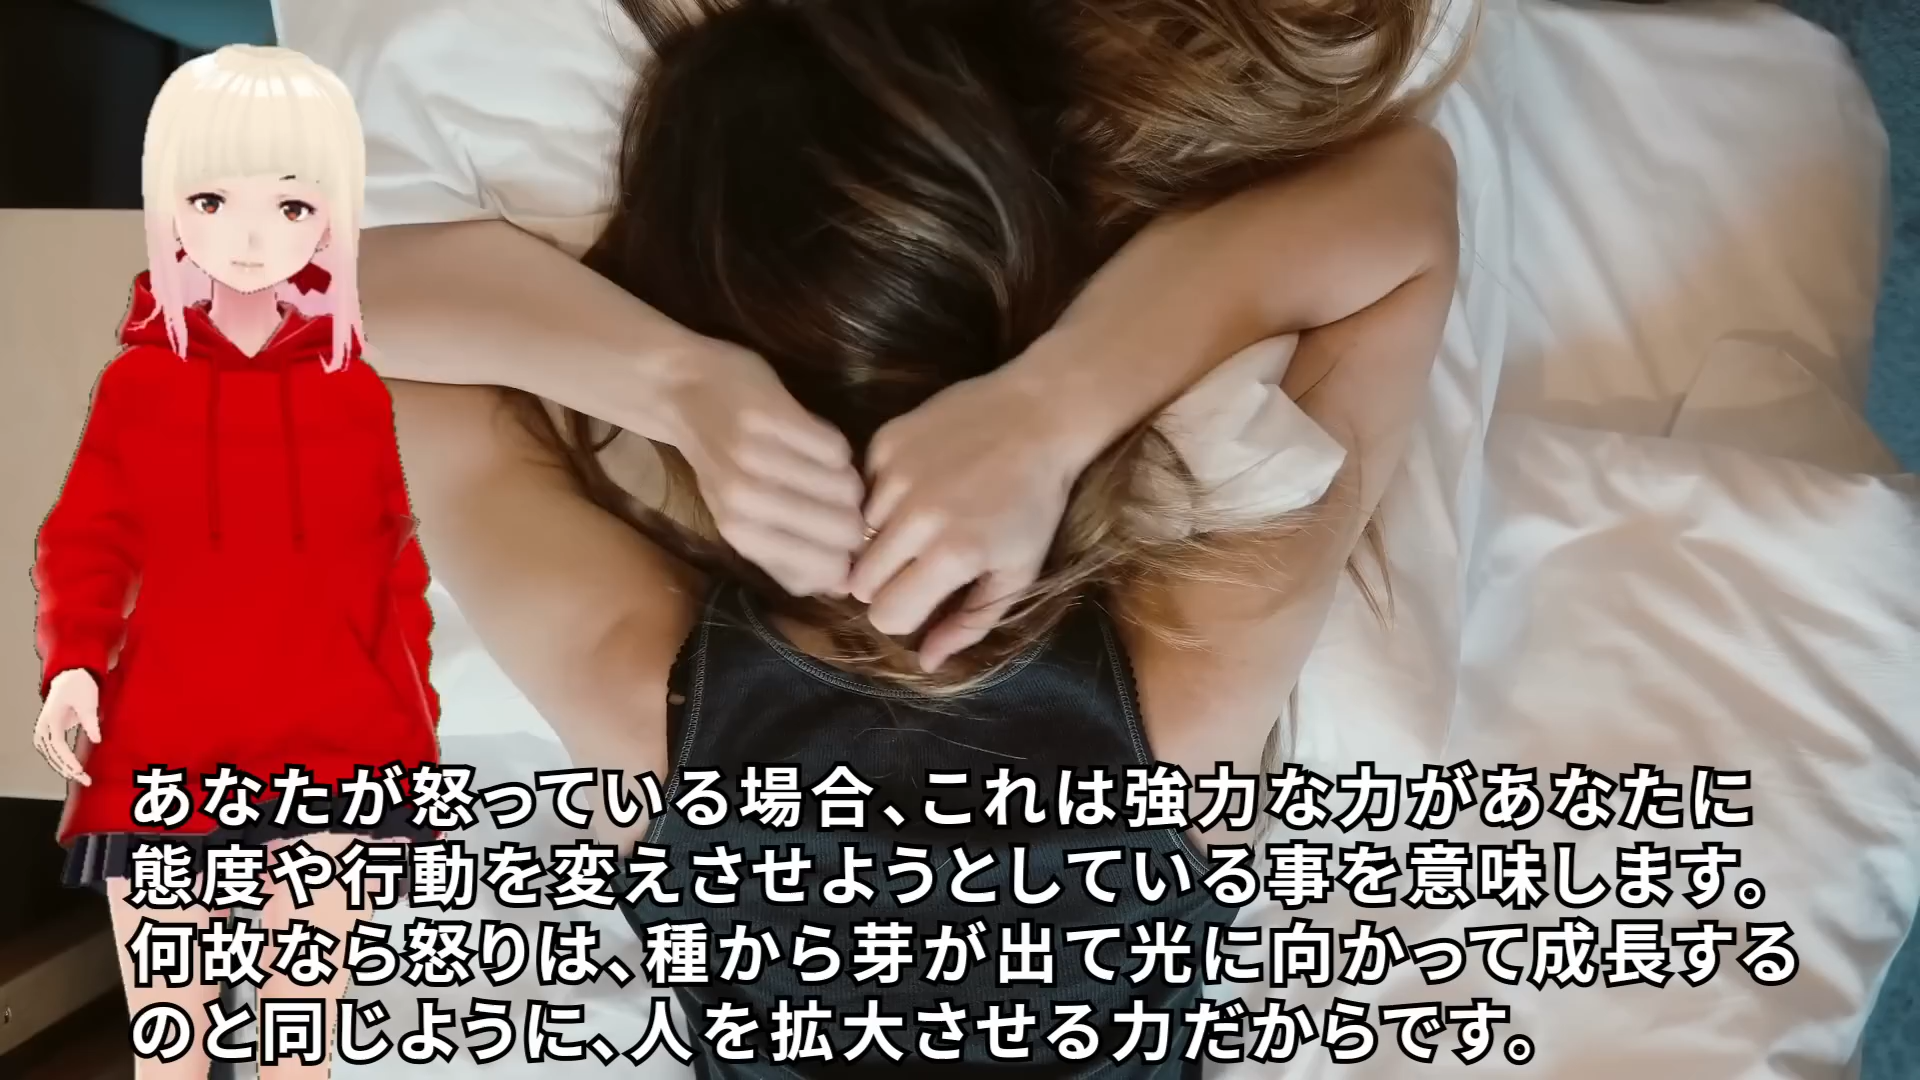 あなたが怒っている場合、これは強力な力があなたに
態度や行動を変えさせようとしている事を意味します。
何故なら怒りは、種から芽が出て光に向かって成長する
のと同じように、人を拡大させる力だからです。